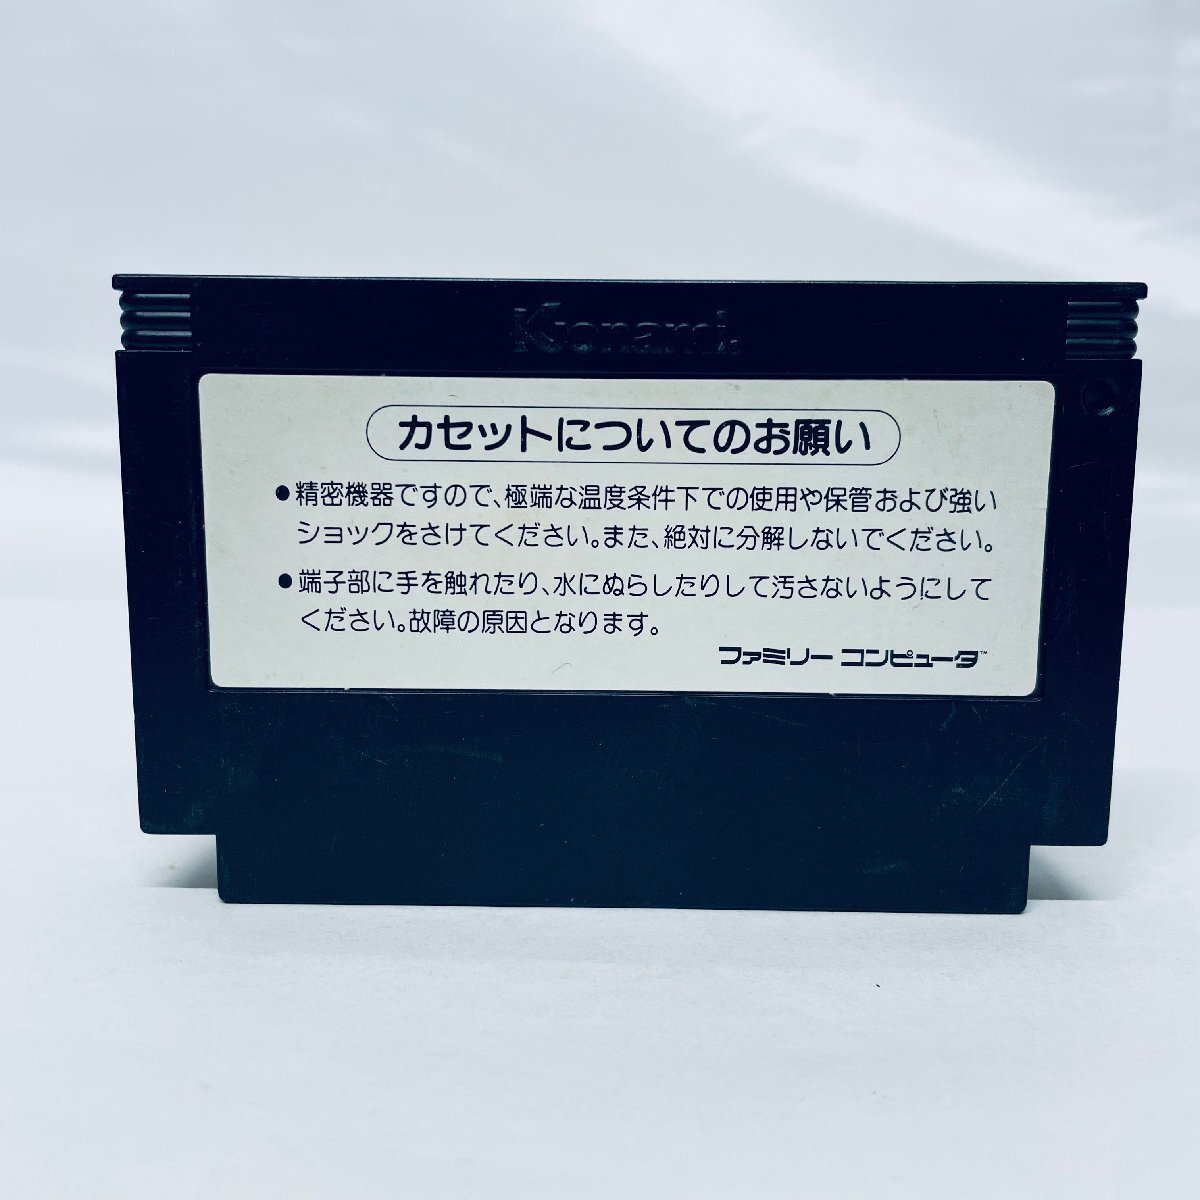 Konami
カセットについてのお願い
●精密機器ですので、極端な温度条件下での使用や保管および強い
ショックをさけてください。また、絶対に分解しないでください。
●端子部に手を触れたり、水にぬらしたりして汚さないようにして
ください。故障の原因となります。
ファミリー コンピュータ™